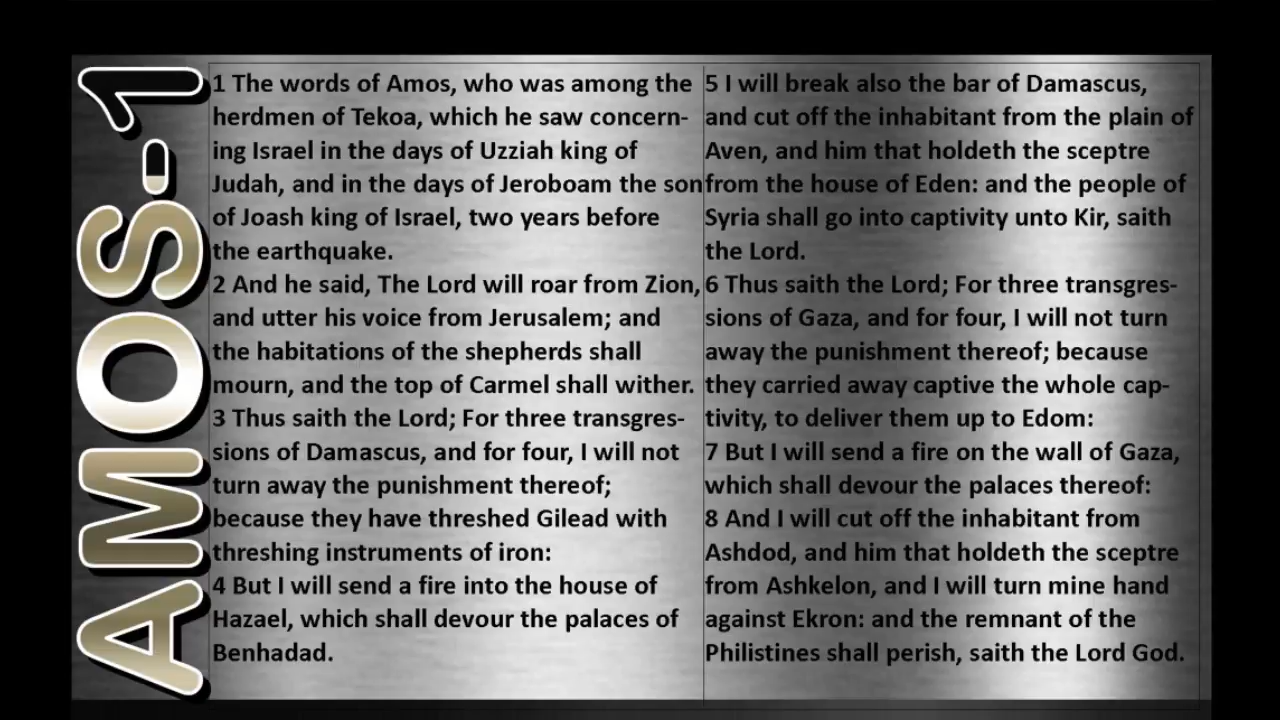 AMOS-1
1 The words of Amos, who was among the
herdmen of Tekoa, which he saw concern-
ing Israel in the days of Uzziah king of
Judah, and in the days of Jeroboam the son
of Joash king of Israel, two years before
the earthquake.
2 And he said, The Lord will roar from Zion,
and utter his voice from Jerusalem; and
the habitations of the shepherds shall
mourn, and the top of Carmel shall wither.
3 Thus saith the Lord; For three transgres-
sions of Damascus, and for four, I will not
turn away the punishment thereof;
because they have threshed Gilead with
threshing instruments of iron:
4 But I will send a fire into the house of
Hazael, which shall devour the palaces of
Benhadad.
5 I will break also the bar of Damascus,
and cut off the inhabitant from the plain of
Aven, and him that holdeth the sceptre
from the house of Eden: and the people of
Syria shall go into captivity unto Kir, saith
the Lord.
6 Thus saith the Lord; For three transgres-
sions of Gaza, and for four, I will not turn
away the punishment thereof; because
they carried away captive the whole cap-
tivity, to deliver them up to Edom:
7 But I will send a fire on the wall of Gaza,
which shall devour the palaces thereof:
8 And I will cut off the inhabitant from
Ashdod, and him that holdeth the sceptre
from Ashkelon, and I will turn mine hand
against Ekron: and the remnant of the
Philistines shall perish, saith the Lord God.